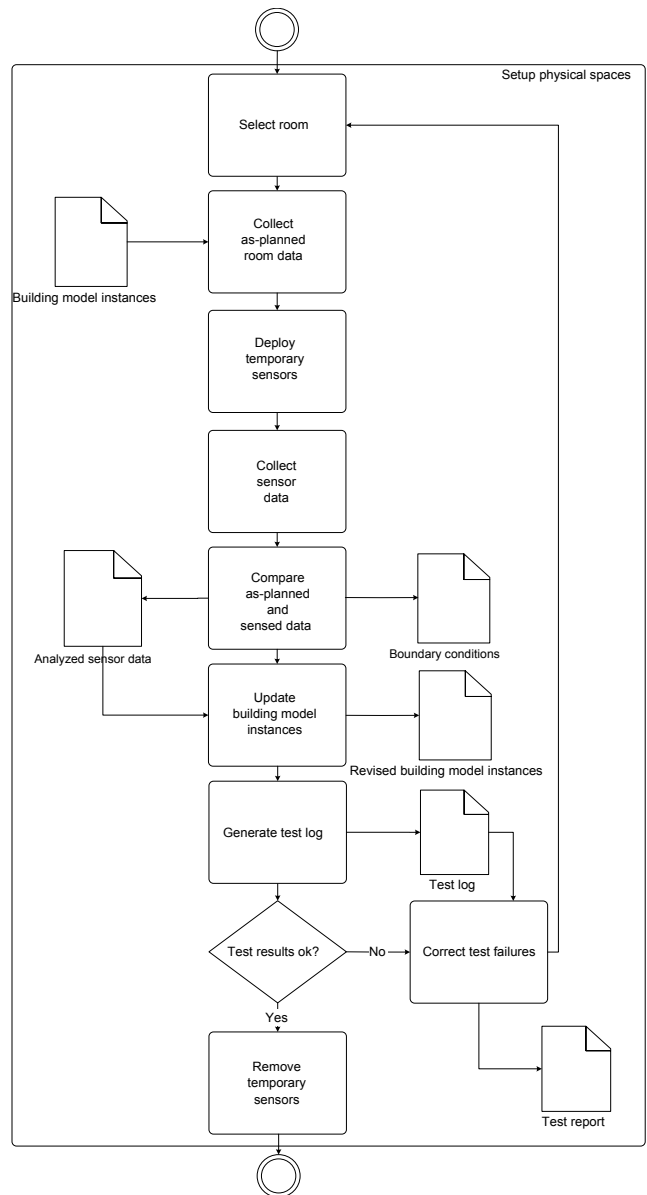 Setup physical spaces
Select room
Collect
as-planned
room data
Building model instances
Deploy
temporary
sensors
Collect
sensor
data
Compare
as-planned
and
sensed data
Analyzed sensor data
Boundary conditions
Update
building model
instances
Revised building model instances
Generate test log
Test log
Test results ok?
No
Correct test failures
Yes
Remove
temporary
sensors
Test report